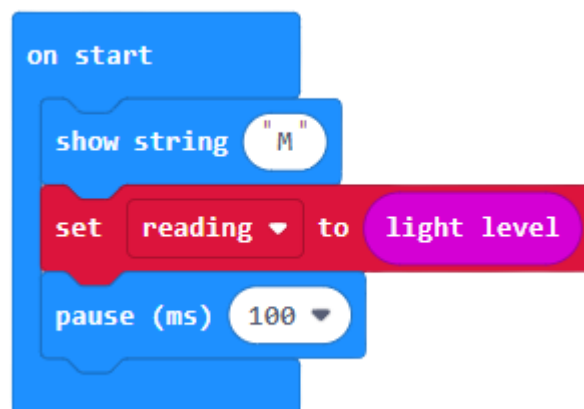 on start
show string "M"
set reading to light level
pause (ms) 100